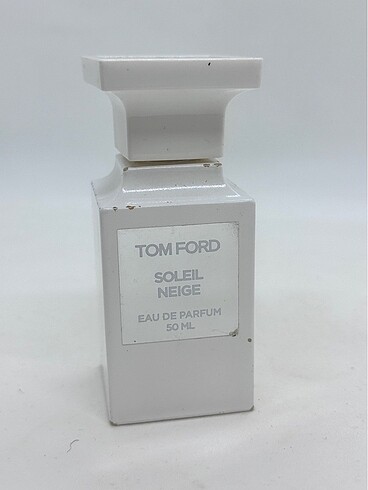 TOM FORD
SOLEIL
NEIGE
EAU DE PARFUM
50 ML